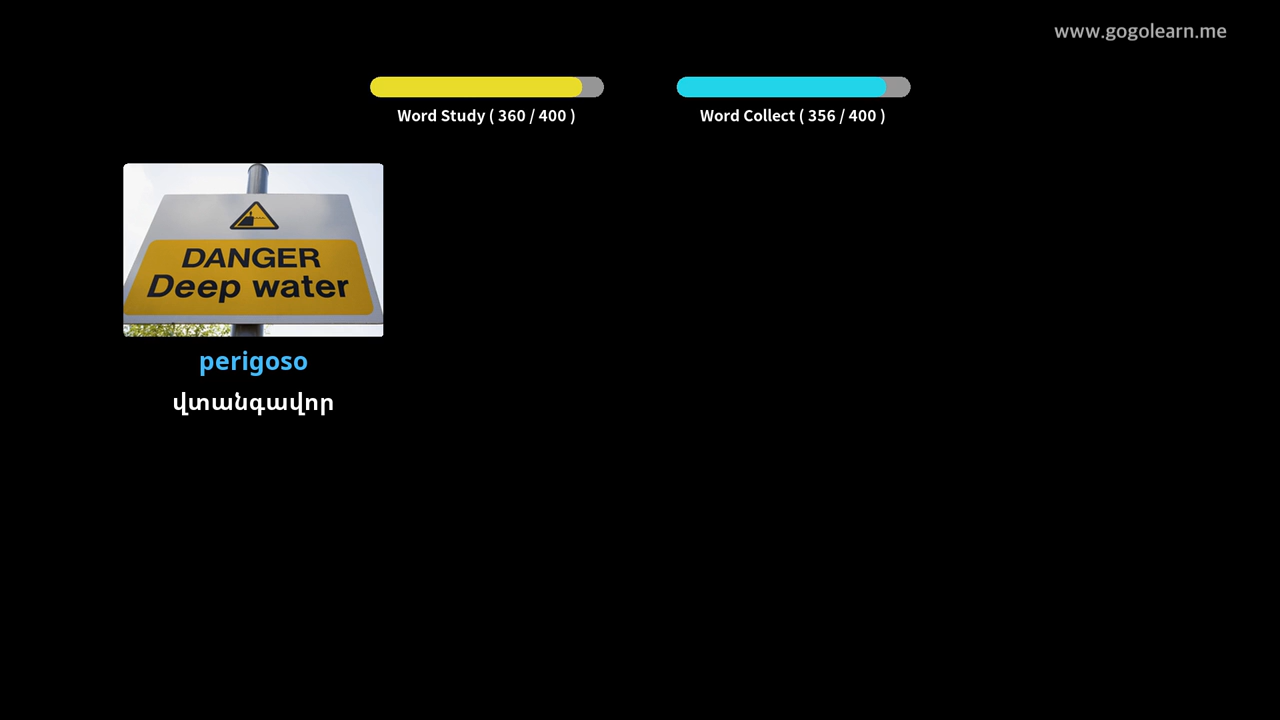 www.gogolearn.me
Word Study ( 360 / 400 )
Word Collect ( 356 / 400 )
DANGER
Deep water
perigoso
վտանգավոր